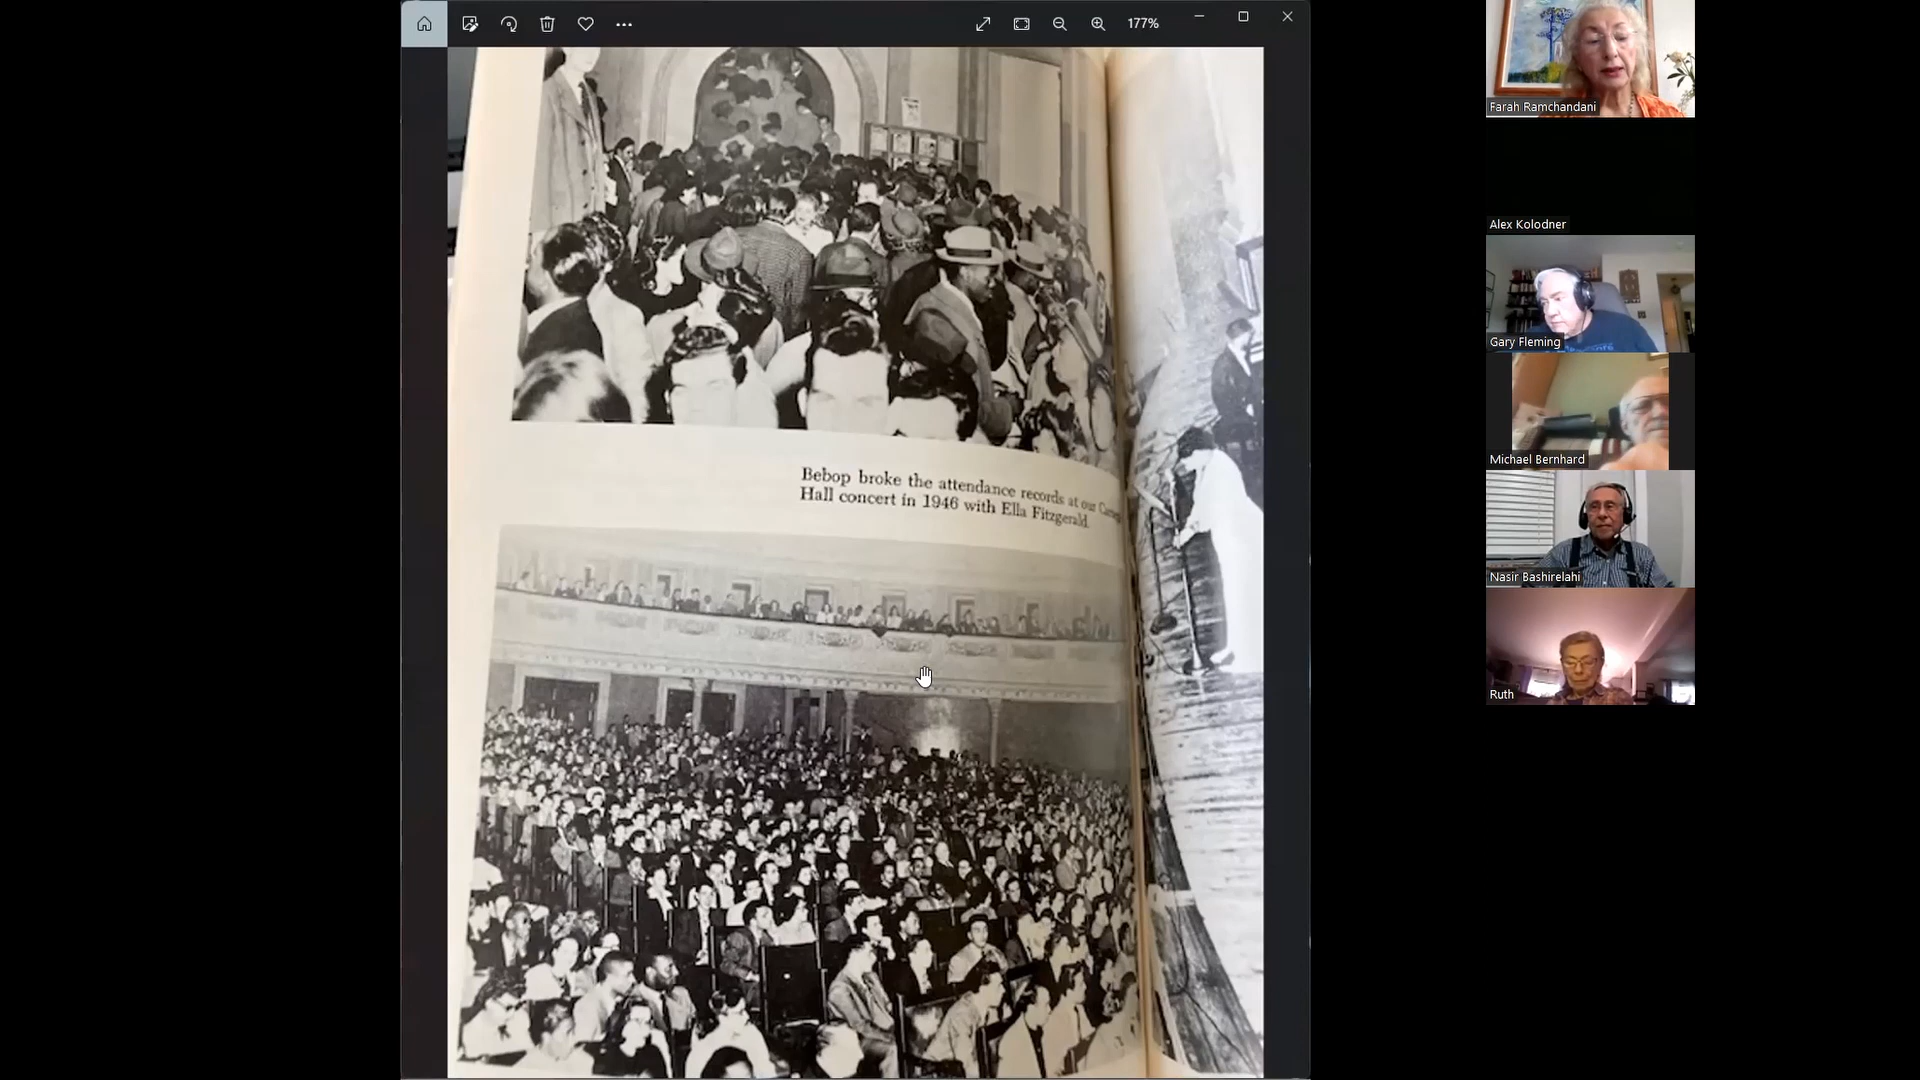 177%
Bebop broke the attendance records at our
Hall concert in 1946 with Ella Fitzgerald.
Farah Ramchandani
Alex Kolodner
Gary Fleming
Michael Bernhard
Nasir Bashirelahi
Ruth